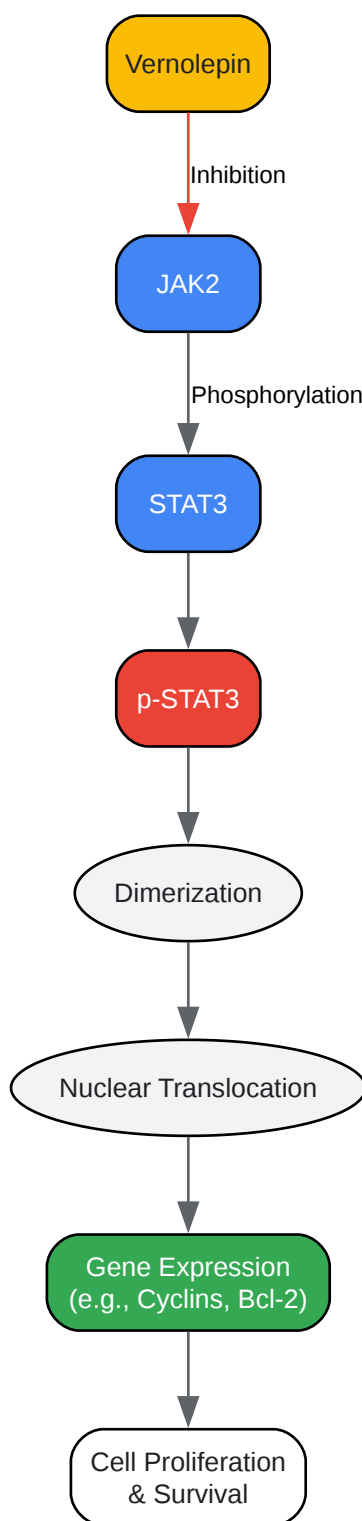 Vernolepin
Inhibition
JAK2
Phosphorylation
STAT3
p-STAT3
Dimerization
Nuclear Translocation
Gene Expression
(e.g., Cyclins, Bcl-2)
Cell Proliferation
& Survival